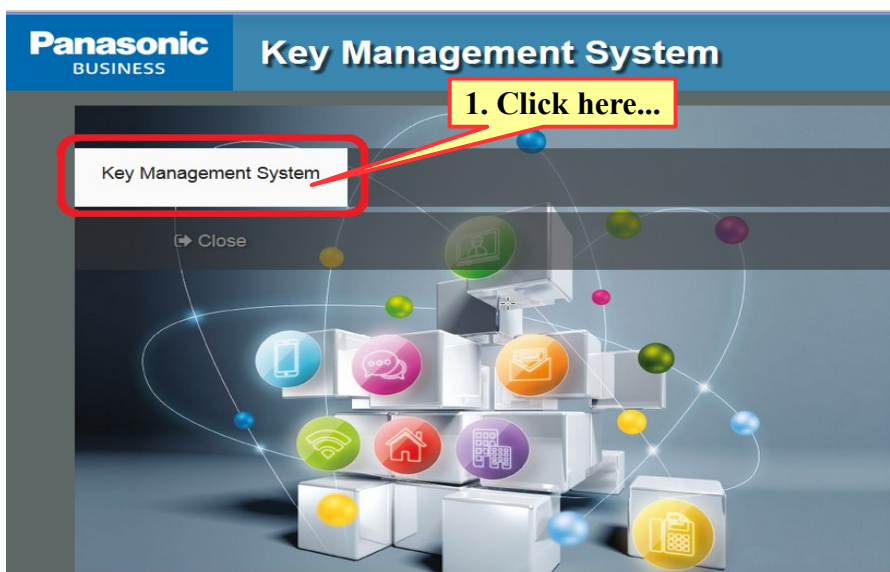 Panasonic
BUSINESS
Key Management System
1. Click here...
Key Management System
Close